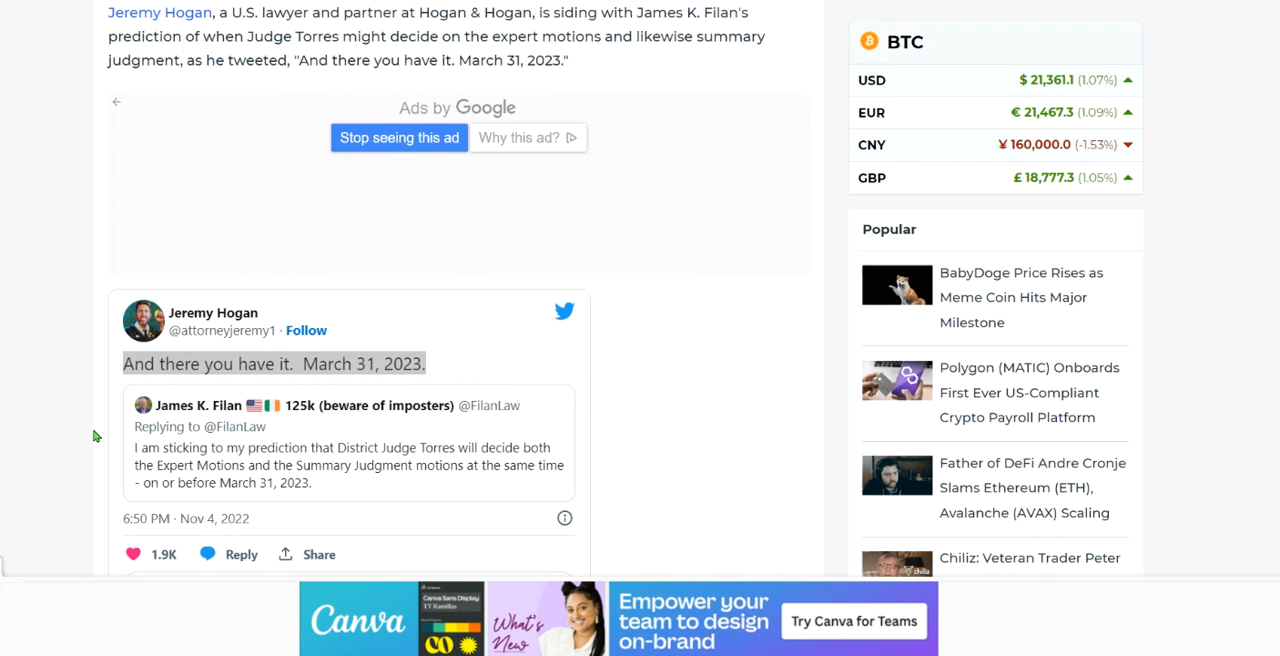 Jeremy Hogan, a U.S. lawyer and partner at Hogan & Hogan, is siding with James K. Filan's
prediction of when Judge Torres might decide on the expert motions and likewise summary
judgment, as he tweeted, "And there you have it. March 31, 2023."
Ads by Google
Stop seeing this ad
Why this ad?
Jeremy Hogan
@attorneyjeremy1 · Follow
And there you have it.  March 31, 2023.
James K. Filan 🇺🇸🇮🇪 125k (beware of imposters) @FilanLaw
Replying to @FilanLaw
I am sticking to my prediction that District Judge Torres will decide both
the Expert Motions and the Summary Judgment motions at the same time
- on or before March 31, 2023.
6:50 PM · Nov 4, 2022
1.9K Reply Share
BTC
USD $ 21,361.1 (1.07%)
EUR € 21,467.3 (1.09%)
CNY ¥ 160,000.0 (-1.53%)
GBP £ 18,777.3 (1.05%)
Popular
BabyDoge Price Rises as
Meme Coin Hits Major
Milestone
Polygon (MATIC) Onboards
First Ever US-Compliant
Crypto Payroll Platform
Father of DeFi Andre Cronje
Slams Ethereum (ETH),
Avalanche (AVAX) Scaling
Chiliz: Veteran Trader Peter
chiliz
Canva
Canva Sans Display
TT Ramillas
What's
New
Empower your
team to design
on-brand
Try Canva for Teams